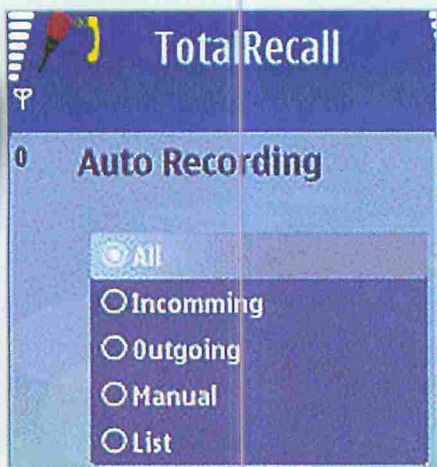 TotalRecall
0
Auto Recording
All
Incomming
Outgoing
Manual
List